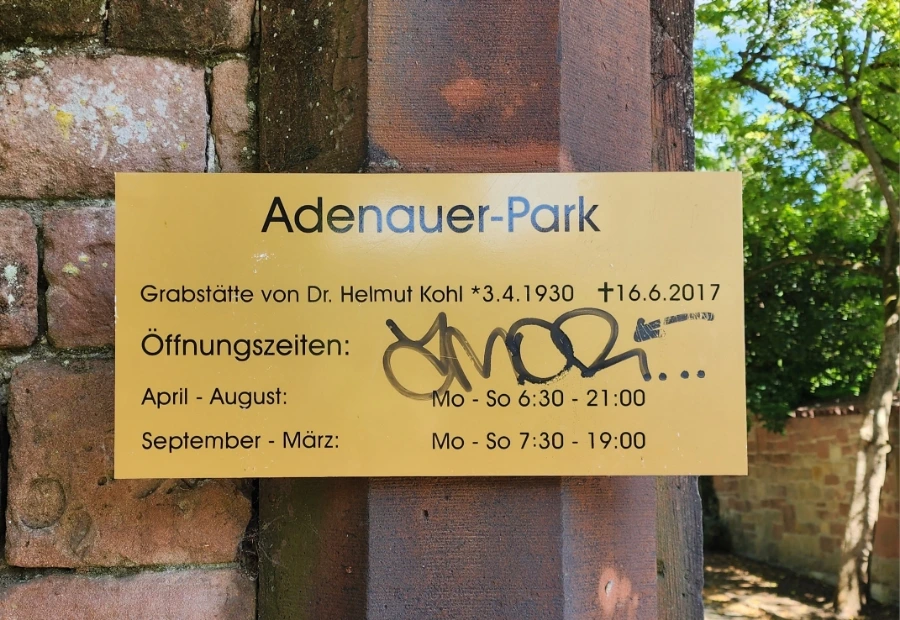 Adenauer-Park
Grabstätte von Dr. Helmut Kohl *3.4.1930 ✝16.6.2017
Öffnungszeiten:
April - August: Mo - So 6:30 - 21:00
September - März: Mo - So 7:30 - 19:00